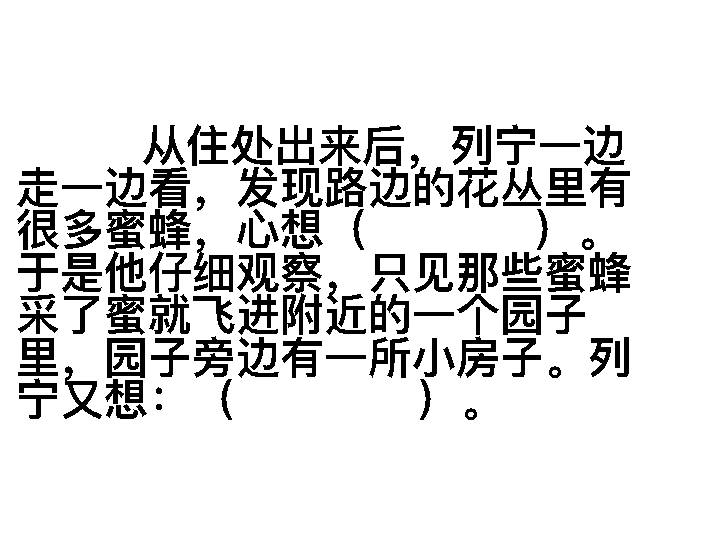 从住处出来后，列宁一边
走一边看，发现路边的花丛里有
很多蜜蜂，心想（　　　　）。
于是他仔细观察，只见那些蜜蜂
采了蜜就飞进附近的一个园子
里，园子旁边有一所小房子。列
宁又想：（　　　　）。